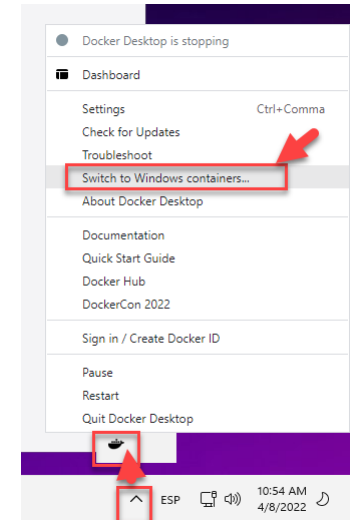 Docker Desktop is stopping
Dashboard
Settings Ctrl+Comma
Check for Updates
Troubleshoot
Switch to Windows containers...
About Docker Desktop
Documentation
Quick Start Guide
Docker Hub
DockerCon 2022
Sign in / Create Docker ID
Pause
Restart
Quit Docker Desktop
ESP 10:54 AM
4/8/2022